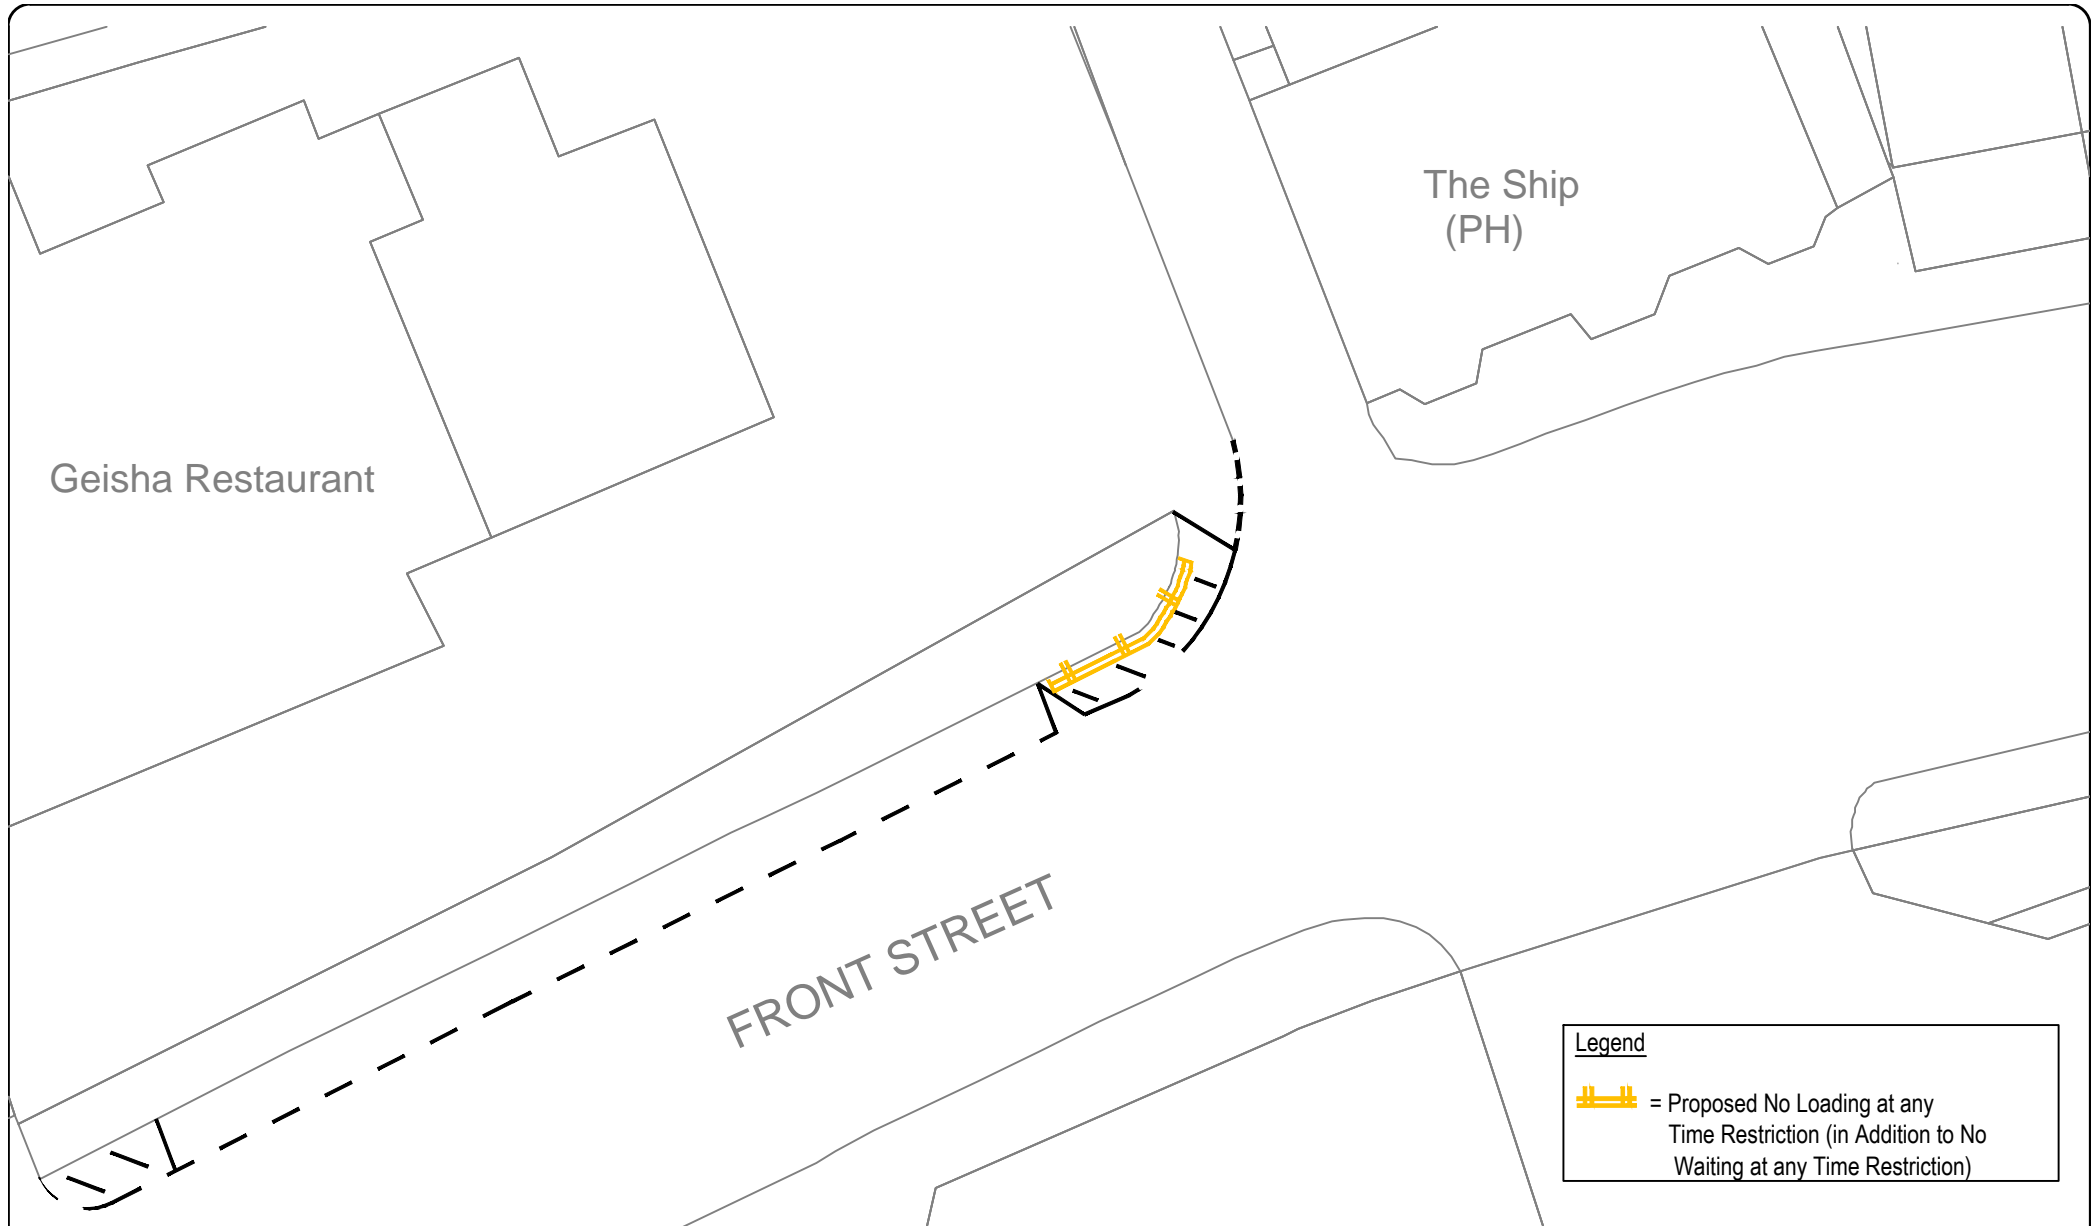 The Ship
(PH)
Geisha Restaurant
FRONT STREET
Legend
= Proposed No Loading at any
Time Restriction (in Addition to No
Waiting at any Time Restriction)